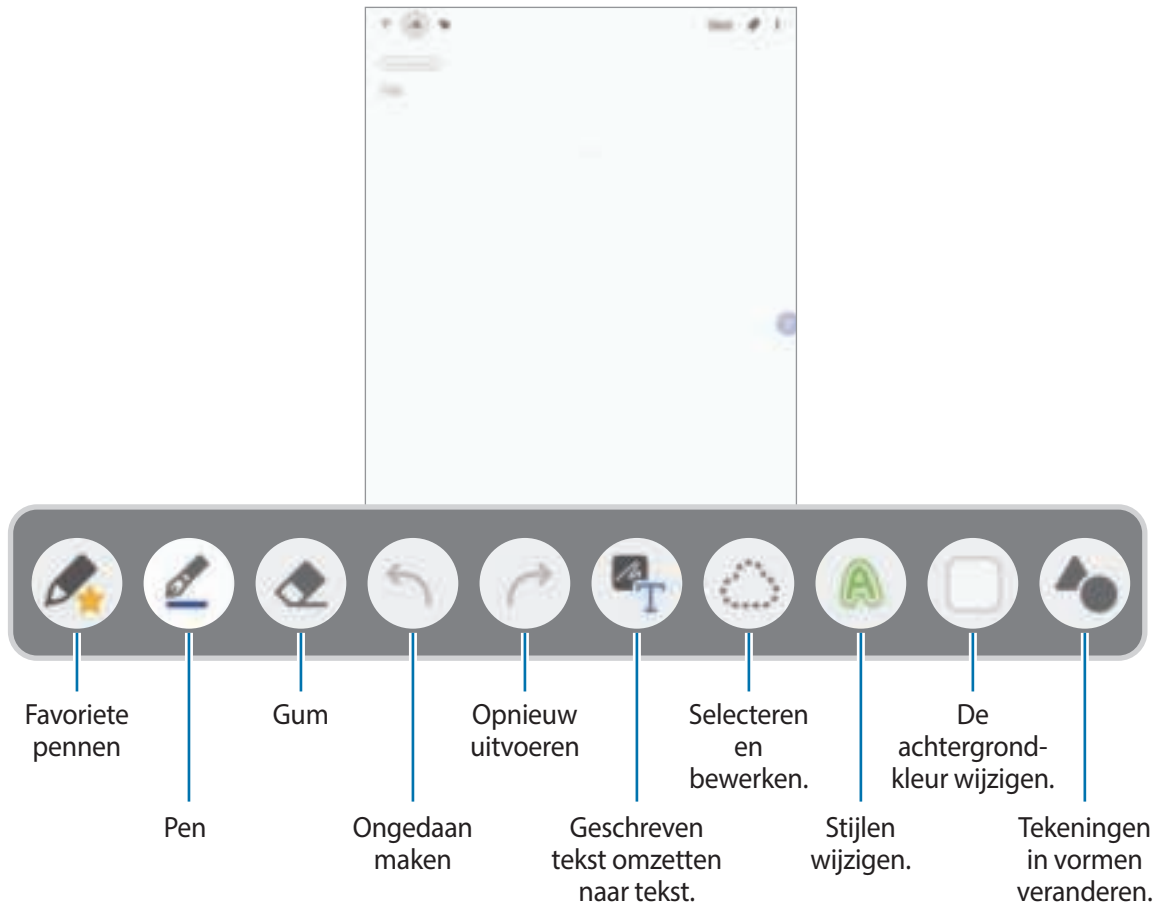 Favoriete
pennen
Gum
Opnieuw
uitvoeren
Selecteren
en
bewerken.
De
achtergrond-
kleur wijzigen.
Pen
Ongedaan
maken
Geschreven
tekst omzetten
naar tekst.
Stijlen
wijzigen.
Tekeningen
in vormen
veranderen.